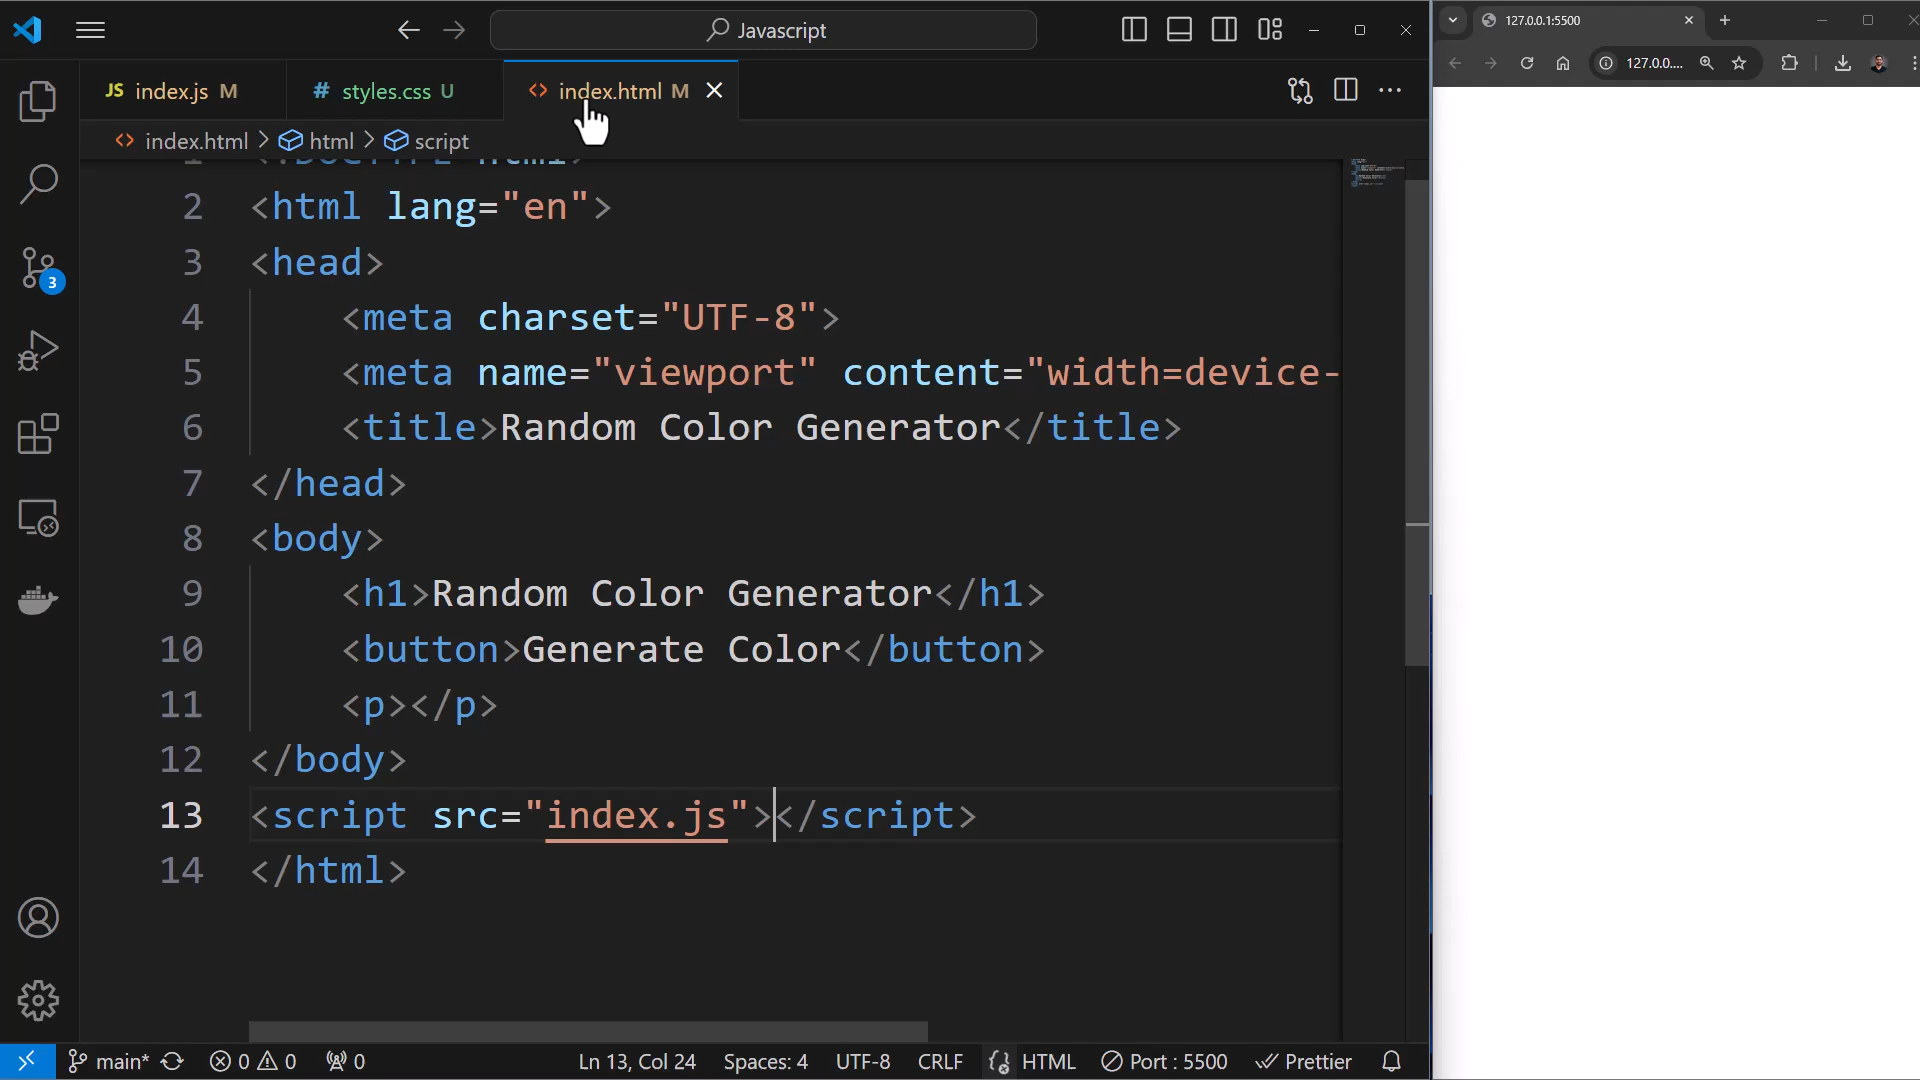 Javascript
127.0.0.1:5500
127.0.0....
JS index.js M
# styles.css U
<> index.html M
<> index.html > html > script
1 <!DOCTYPE html>
2 <html lang="en">
3 <head>
4 <meta charset="UTF-8">
5 <meta name="viewport" content="width=device-
6 <title>Random Color Generator</title>
7 </head>
8 <body>
9 <h1>Random Color Generator</h1>
10 <button>Generate Color</button>
11 <p></p>
12 </body>
13 <script src="index.js"></script>
14 </html>
3
main* 0 0 0 Ln 13, Col 24 Spaces: 4 UTF-8 CRLF HTML Port : 5500 Prettier